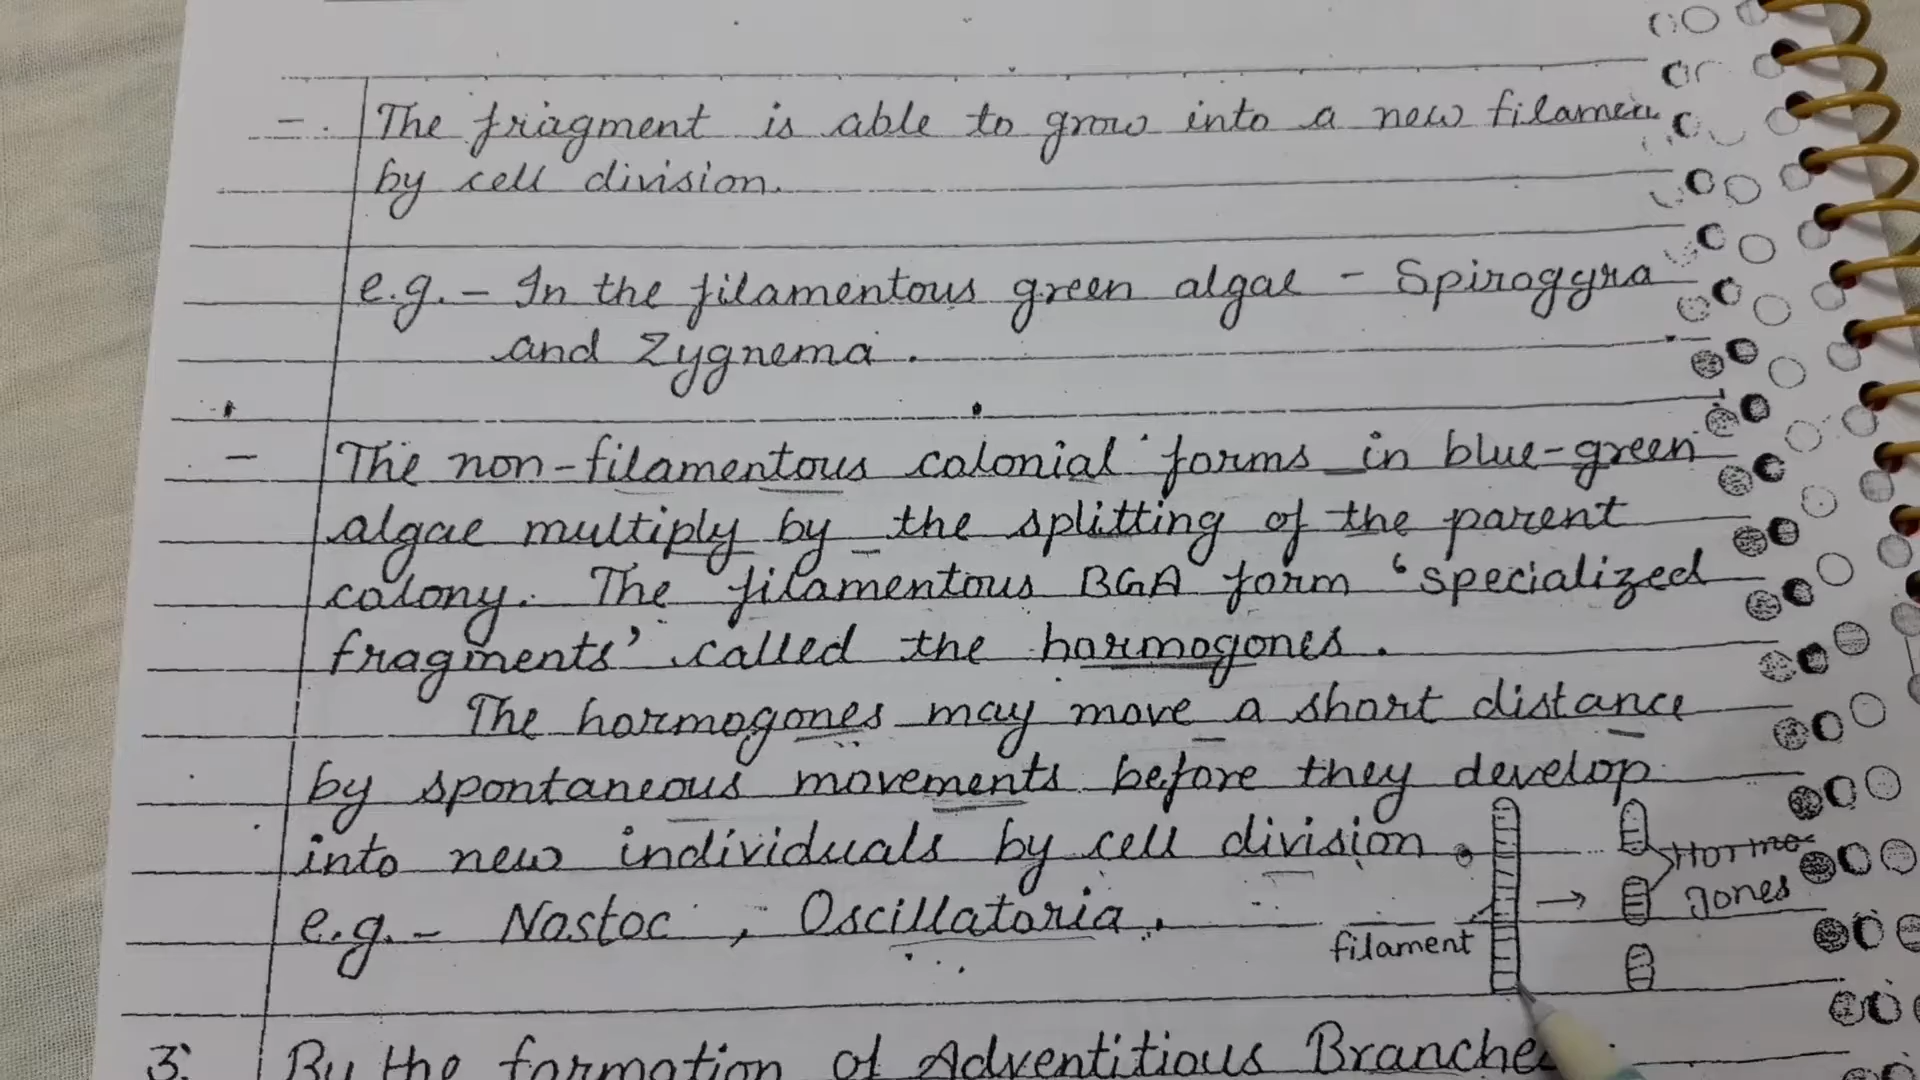 - The fragment is able to grow into a new filamen
by cell division.
e.g. - In the filamentous green algae - Spirogyra
and Zygnema.
- The non-filamentous colonial forms in blue-green
algae multiply by the splitting of the parent
colony. The filamentous BGA form 'specialized
fragments' called the hormogones.
The hormogones may move a short distance
by spontaneous movements before they develop
into new individuals by cell division.
e.g. - Nostoc, Oscillatoria.
filament
Hormo-
gones
3. By the formation of Adventitious Branches